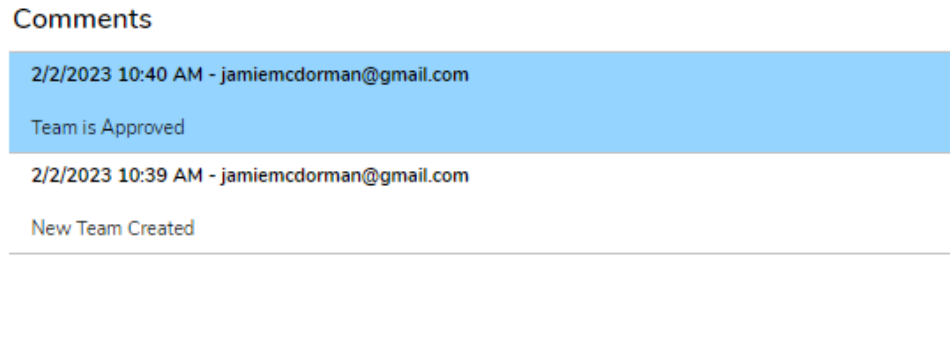 Comments
2/2/2023 10:40 AM - jamiemcdorman@gmail.com
Team is Approved
2/2/2023 10:39 AM - jamiemcdorman@gmail.com
New Team Created